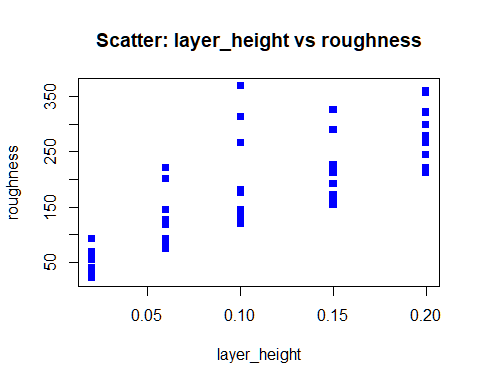 Scatter: layer_height vs roughness
roughness
350
250
150
50
0.05 0.10 0.15 0.20
layer_height